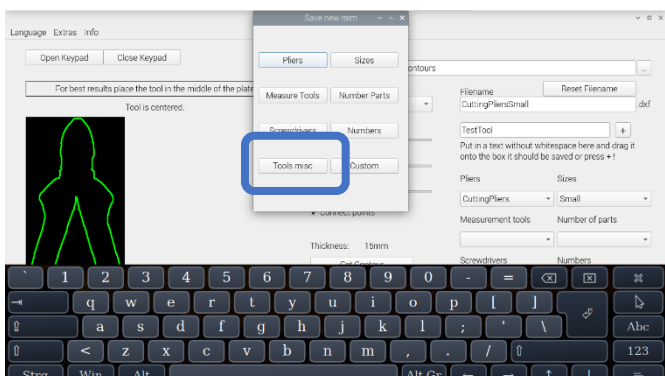 Save new item
Language Extras Info
Open Keypad Close Keypad
Pliers Sizes
ontours
...
For best results place the tool in the middle of the plate
Measure Tools Number Parts
Filename Reset Filename
CuttingPliersSmall .dxf
Tool is centered.
Screwdrivers Numbers
TestTool +
Put in a text without whitespace here and drag it
onto the box it should be saved or press + !
Tools misc Custom
Pliers Sizes
CuttingPliers Small
Connect points
Measurement tools Number of parts
Thickness: 15mm
Get Contours
Screwdrivers Numbers
` 1 2 3 4 5 6 7 8 9 0 - =
q w e r t y u i o p [ ]
a s d f g h j k l ; ' \ Abc
< z x c v b n m , . / 123
Strg Win Alt Alt Gr ← → ↑ ↓